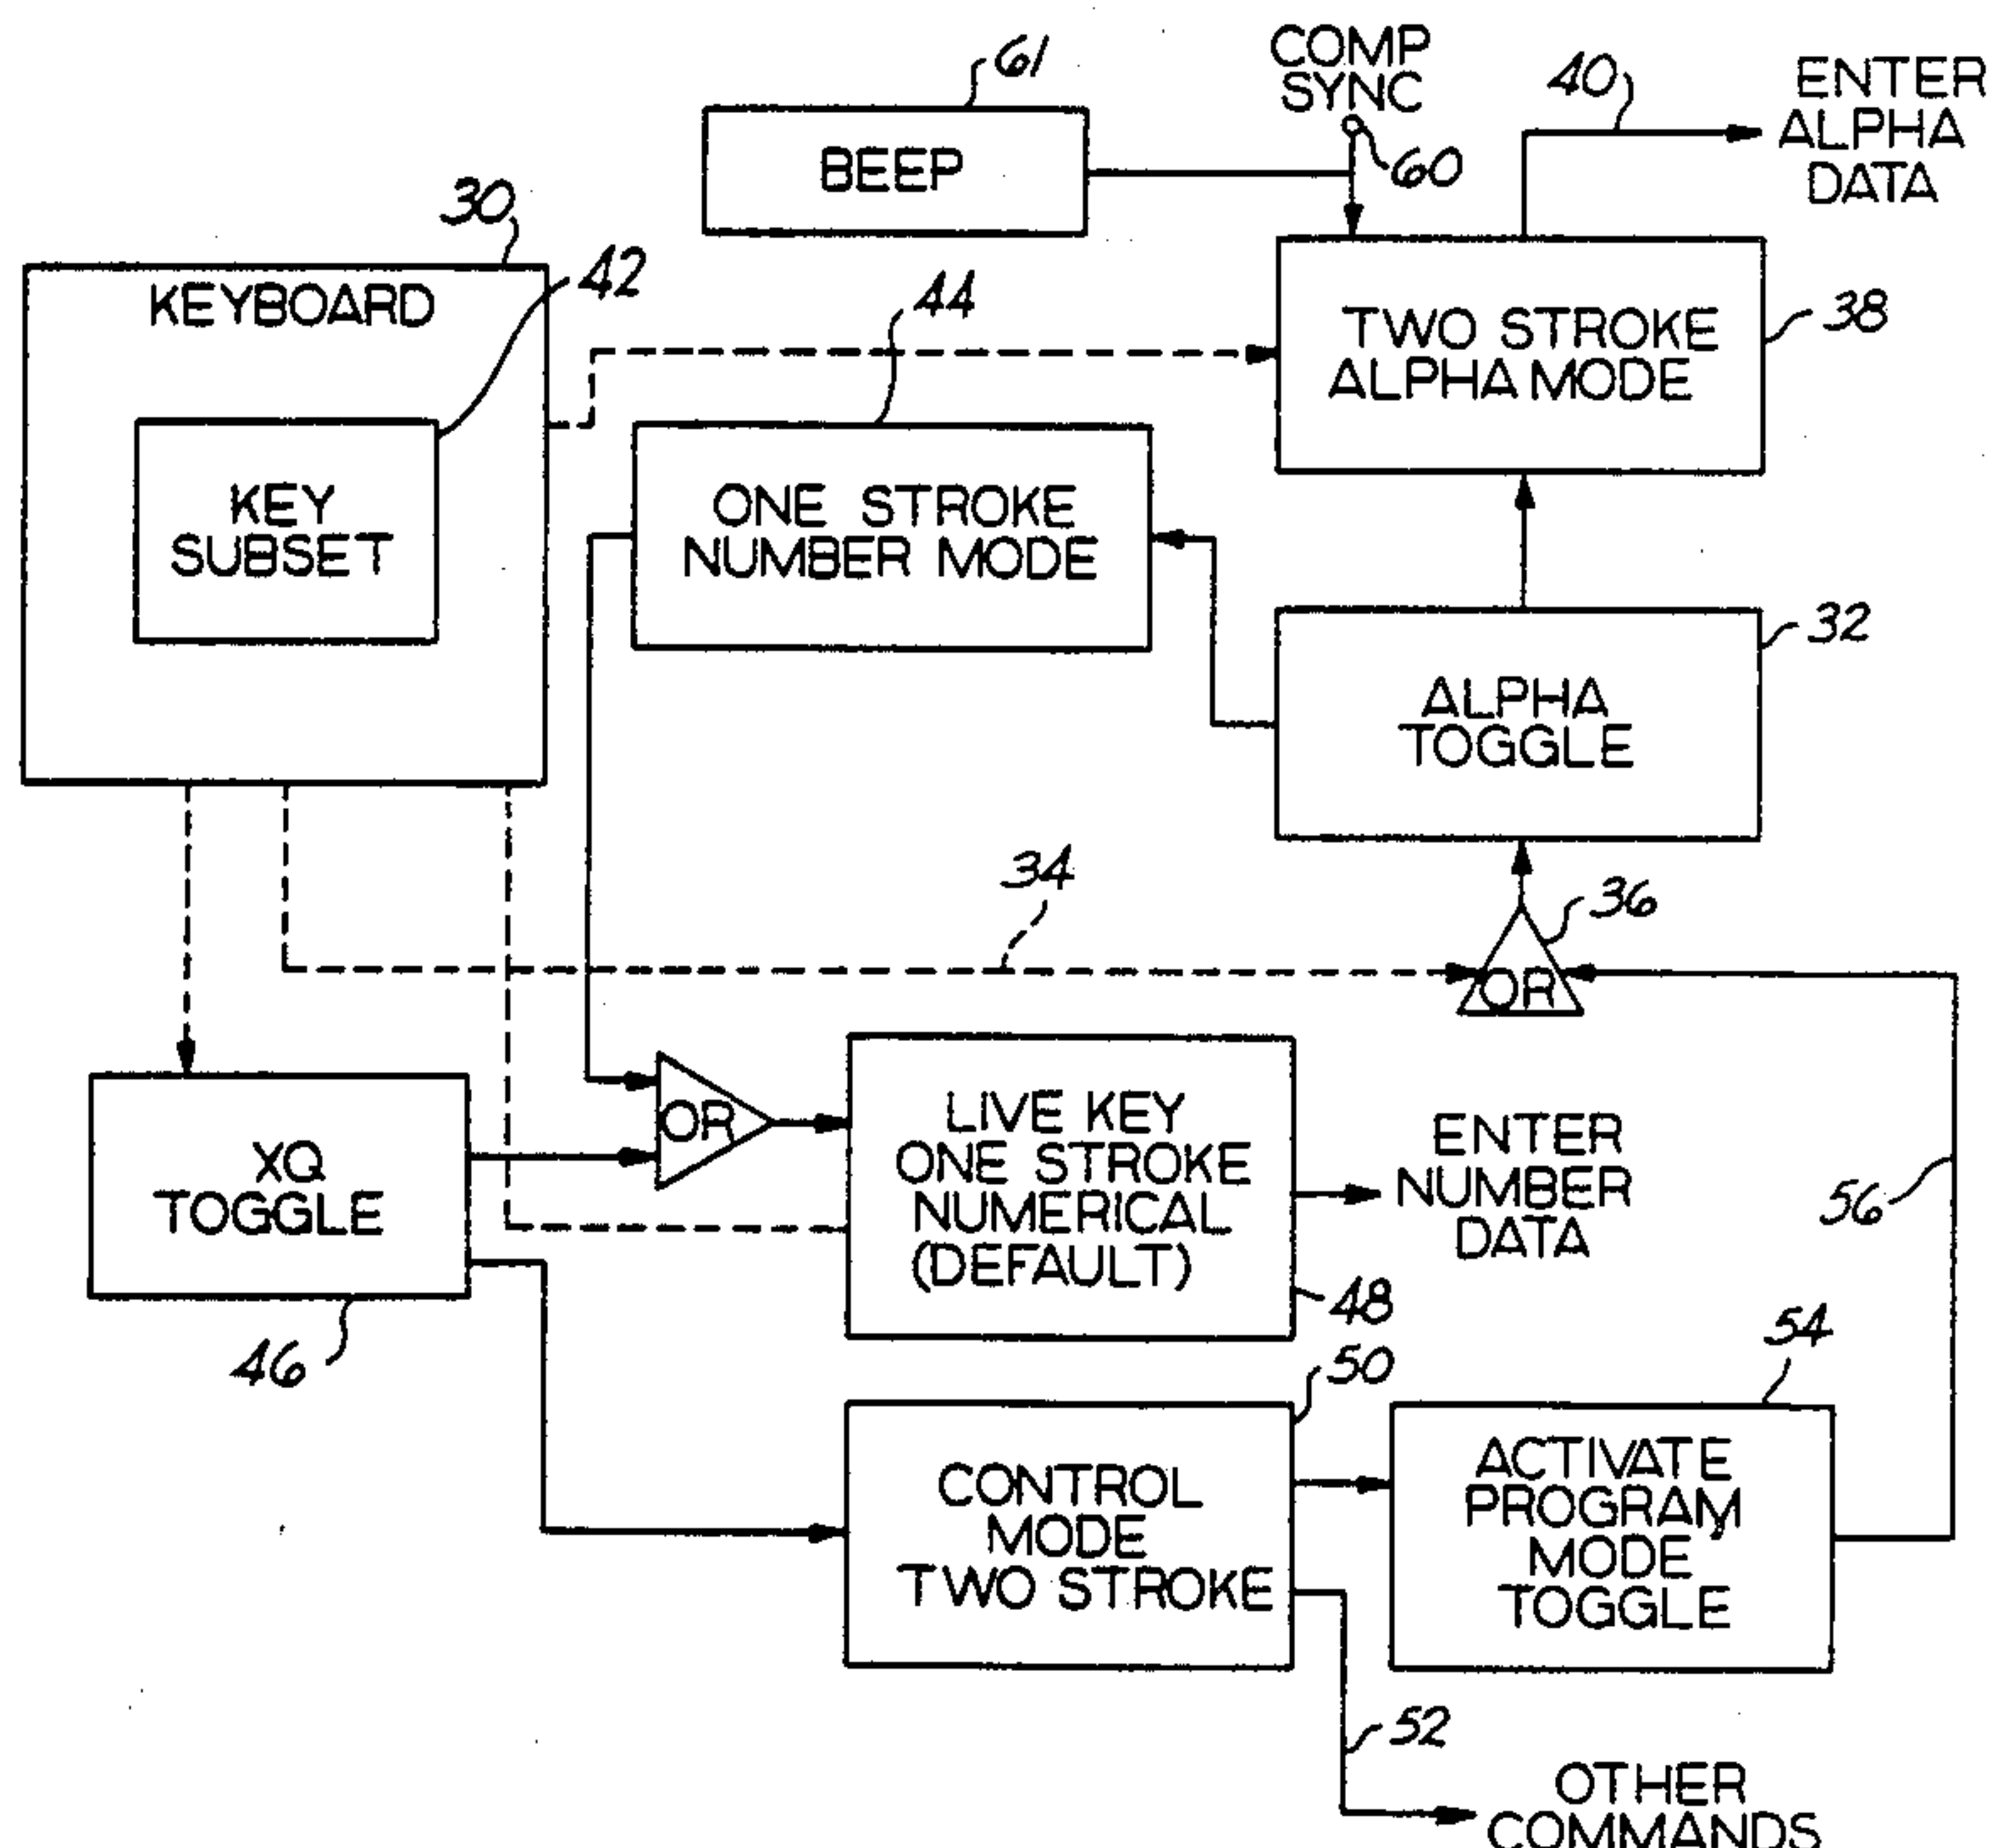 61
COMP
SYNC
40
ENTER
ALPHA
DATA
BEEP
60
30
KEYBOARD
42
44
TWO STROKE
ALPHA MODE
38
KEY
SUBSET
ONE STROKE
NUMBER MODE
32
ALPHA
TOGGLE
34
36
OR
XQ
TOGGLE
46
OR
LIVE KEY
ONE STROKE
NUMERICAL
(DEFAULT)
48
ENTER
NUMBER
DATA
56
50
54
CONTROL
MODE
TWO STROKE
ACTIVATE
PROGRAM
MODE
TOGGLE
52
OTHER
COMMANDS